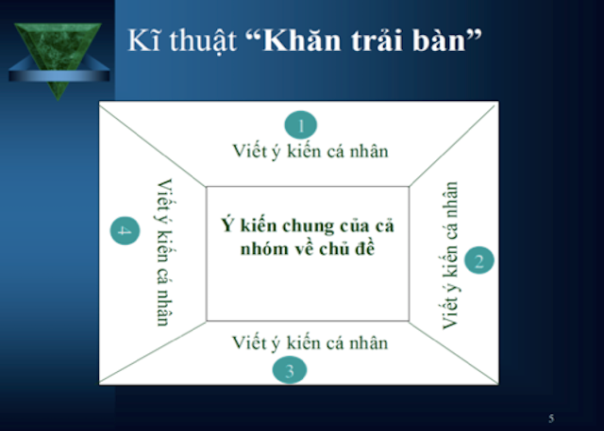 Kĩ thuật “Khăn trải bàn”
1
Viết ý kiến cá nhân
Viết ý kiến cá nhân
4
Ý kiến chung của cả
nhóm về chủ đề
Viết ý kiến cá nhân
2
Viết ý kiến cá nhân
3
5